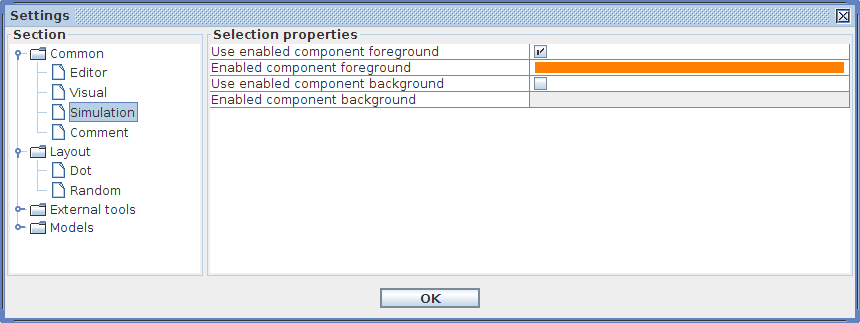 Settings
Section
Common
Editor
Visual
Simulation
Comment
Layout
Dot
Random
External tools
Models
Selection properties
Use enabled component foreground
Enabled component foreground
Use enabled component background
Enabled component background
OK